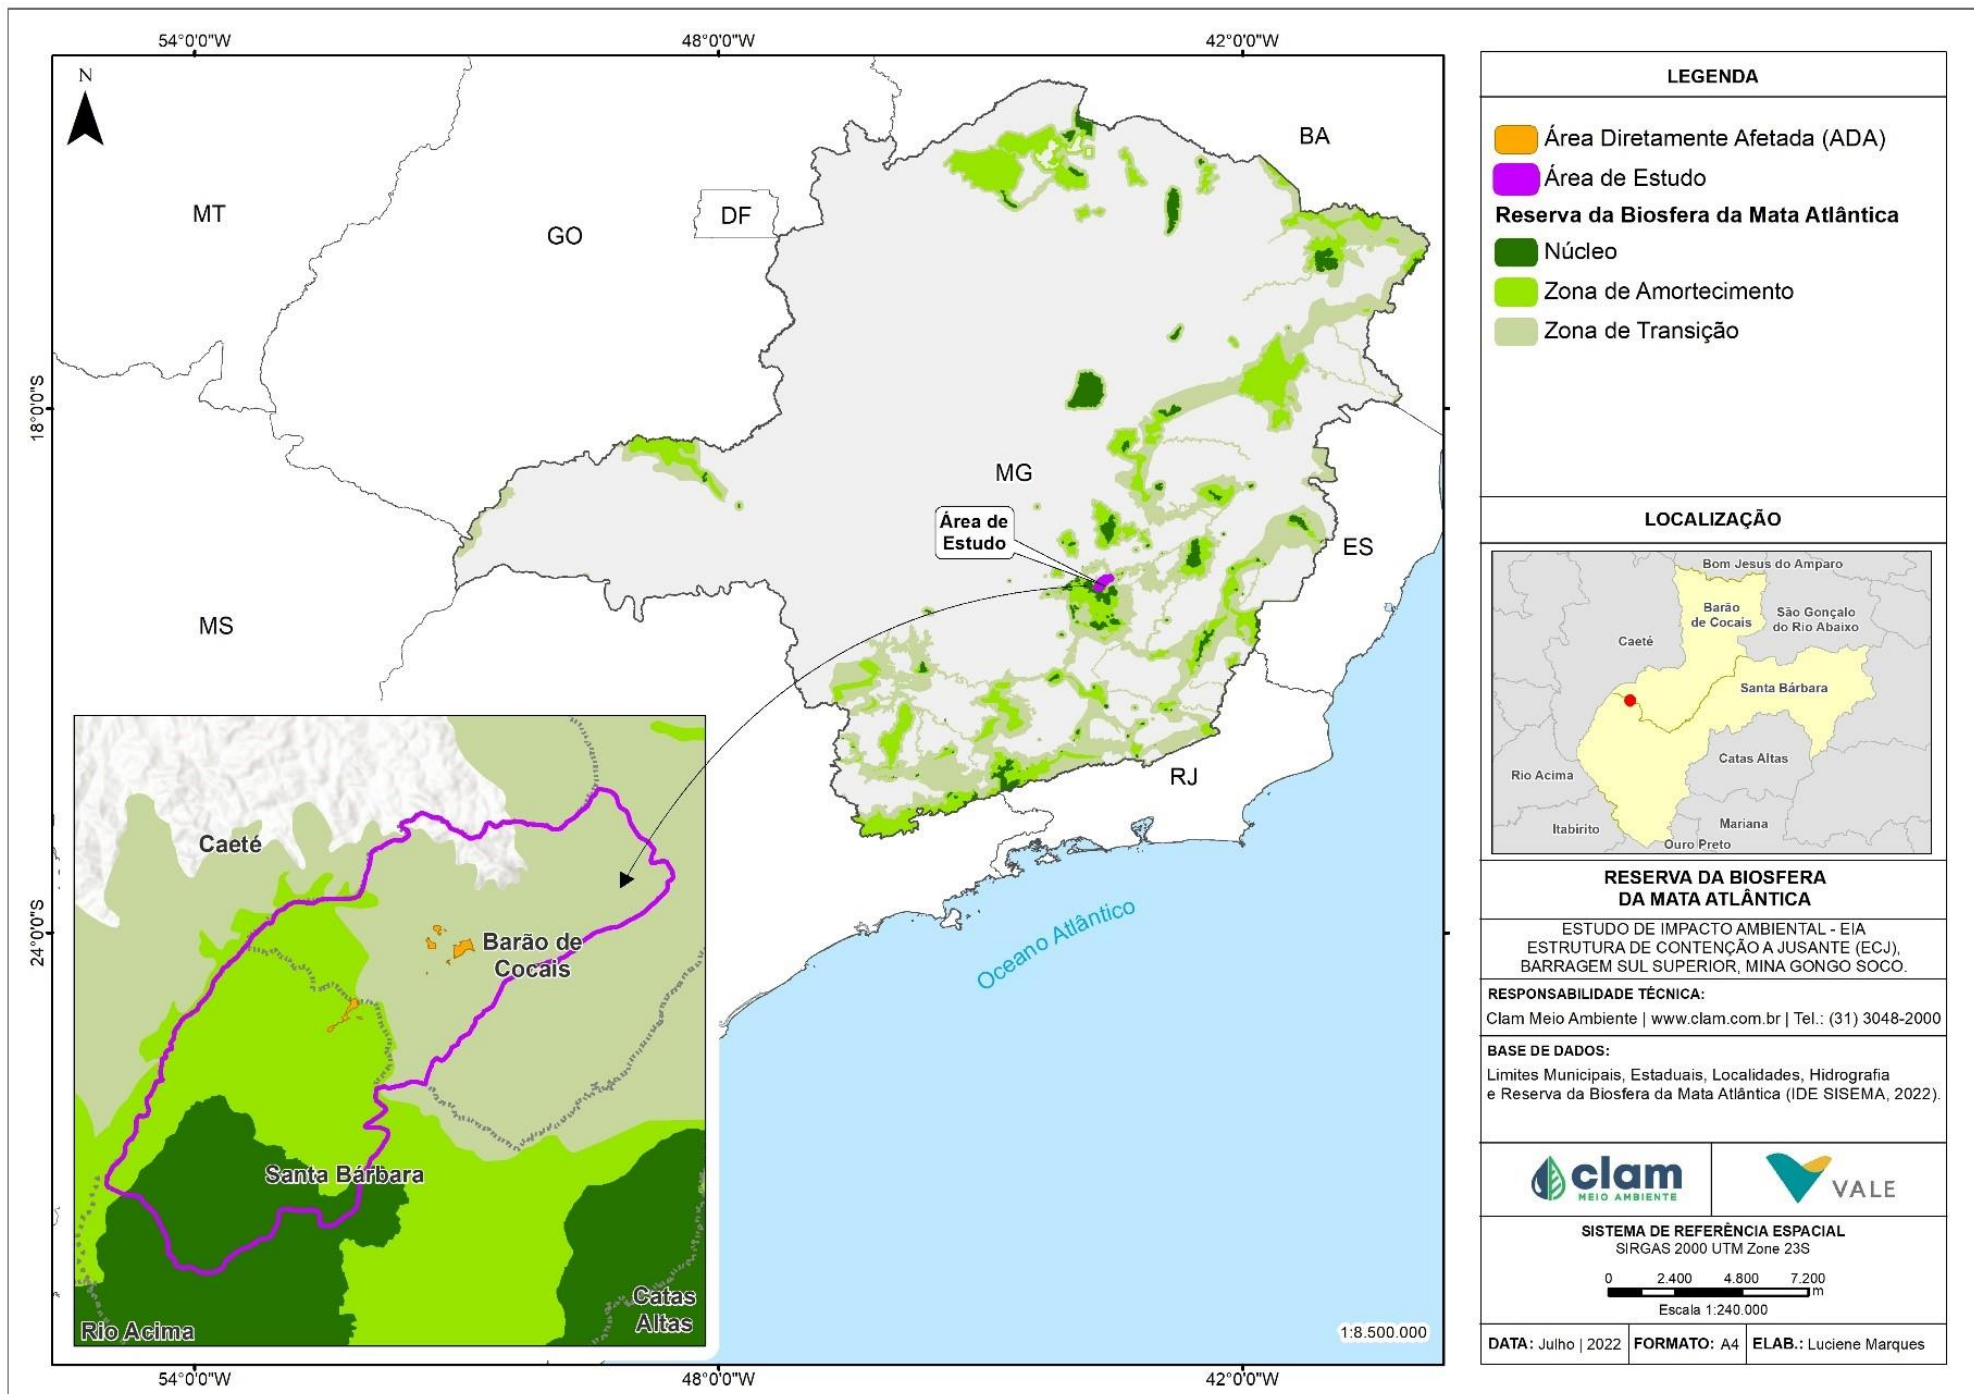 54°0'0"W
48°0'0"W
42°0'0"W
N
MT
GO
DF
BA
MG
MS
ES
RJ
Área de
Estudo
18°0'0"S
24°0'0"S
Oceano Atlântico
Caeté
Barão de
Cocais
Santa Bárbara
Catas
Altas
Rio Acima
1:8.500.000
54°0'0"W
48°0'0"W
42°0'0"W
LEGENDA
Área Diretamente Afetada (ADA)
Área de Estudo
Reserva da Biosfera da Mata Atlântica
Núcleo
Zona de Amortecimento
Zona de Transição
LOCALIZAÇÃO
Bom Jesus do Amparo
Barão
de Cocais
São Gonçalo
do Rio Abaixo
Caeté
Santa Bárbara
Catas Altas
Rio Acima
Itabirito
Mariana
Ouro Preto
RESERVA DA BIOSFERA
DA MATA ATLÂNTICA
ESTUDO DE IMPACTO AMBIENTAL - EIA
ESTRUTURA DE CONTENÇÃO A JUSANTE (ECJ),
BARRAGEM SUL SUPERIOR, MINA GONGO SOCO.
RESPONSABILIDADE TÉCNICA:
Clam Meio Ambiente | www.clam.com.br | Tel.: (31) 3048-2000
BASE DE DADOS:
Limites Municipais, Estaduais, Localidades, Hidrografia
e Reserva da Biosfera da Mata Atlântica (IDE SISEMA, 2022).
clam
MEIO AMBIENTE
VALE
SISTEMA DE REFERÊNCIA ESPACIAL
SIRGAS 2000 UTM Zone 23S
0 2.400 4.800 7.200
m
Escala 1:240.000
DATA: Julho | 2022 FORMATO: A4 ELAB.: Luciene Marques